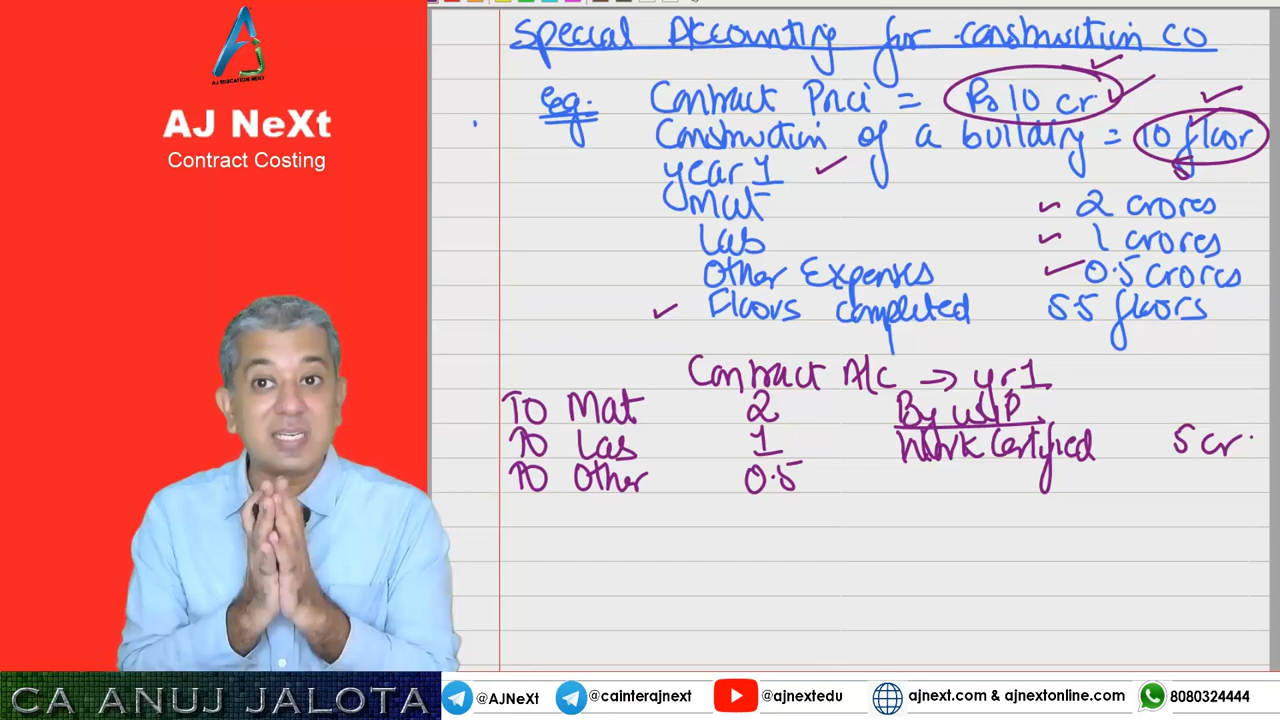 AJ EDUCATION NEXT
AJ NeXt
Contract Costing
Special Accounting for construction co
eg. Contract Price = Rs 10 cr.
Construction of a building = 10 floor
year 1
Mat 2 crores
Lab 1 crores
Other Expenses 0.5 crores
Floors completed 5.5 floors
Contract A/c → yr 1
TO Mat 2 By WIP
TO Lab 1 Work Certified 5 cr.
TO Other 0.5
CA ANUJ JALOTA
@AJNeXt
@cainterajnext
@ajnextedu
ajnext.com & ajnextonline.com
8080324444